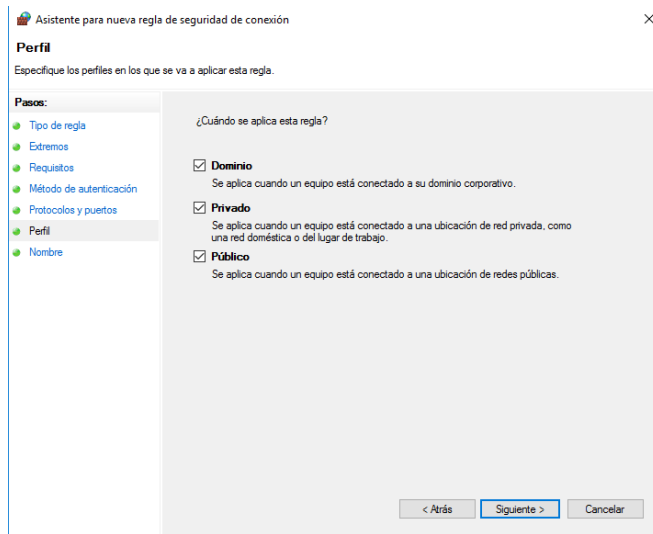 Asistente para nueva regla de seguridad de conexión
Perfil
Especifique los perfiles en los que se va a aplicar esta regla.
Pasos:
Tipo de regla
Extremos
Requisitos
Método de autenticación
Protocolos y puertos
Perfil
Nombre
¿Cuándo se aplica esta regla?
Dominio
Se aplica cuando un equipo está conectado a su dominio corporativo.
Privado
Se aplica cuando un equipo está conectado a una ubicación de red privada, como
una red doméstica o del lugar de trabajo.
Público
Se aplica cuando un equipo está conectado a una ubicación de redes públicas.
< Atrás
Siguiente >
Cancelar